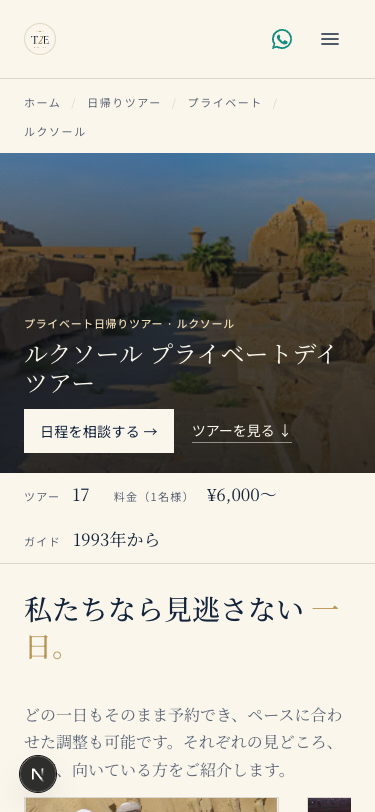 T2E
ホーム / 日帰りツアー / プライベート /
ルクソール
プライベート日帰りツアー · ルクソール
ルクソール プライベートデイ
ツアー
日程を相談する →
ツアーを見る ↓
ツアー 17 料金（1名様） ¥6,000〜
ガイド 1993年から
私たちなら見逃さない 一
日。
どの一日もそのまま予約でき、ペースに合わ
せた調整も可能です。それぞれの見どころ、
、向いている方をご紹介します。
N